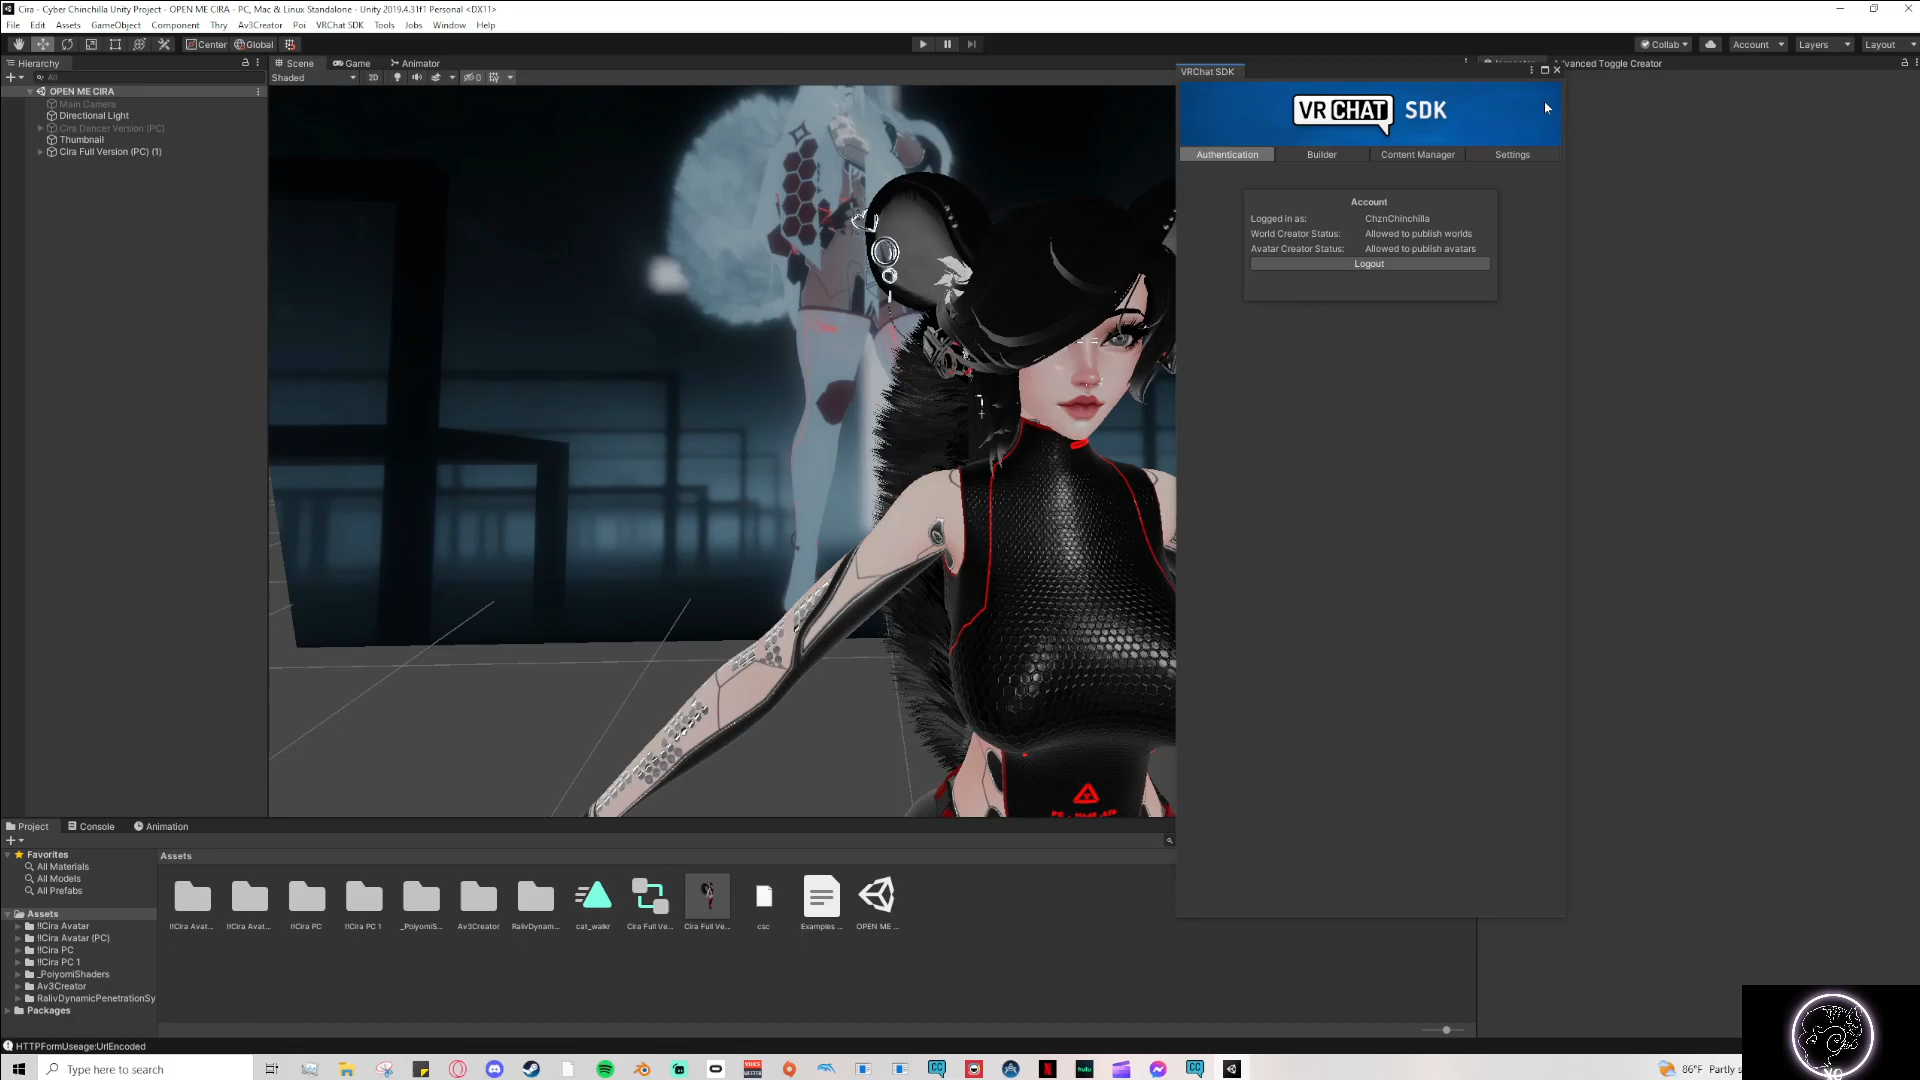 Cira - Cyber Chinchilla Unity Project - OPEN ME CIRA - PC, Mac & Linux Standalone - Unity 2019.4.31f1 Personal <DX11>
File Edit Assets GameObject Component Thry Av3Creator Poi VRChat SDK Tools Jobs Window Help
Center Global Collab Account Layers Layout
Hierarchy Scene Game Animator
All Shaded 2D 0
OPEN ME CIRA
Main Camera
Directional Light
Cira Dancer Version (PC)
Thumbnail
Cira Full Version (PC) (1)
VRChat SDK
Advanced Toggle Creator
VRCHAT SDK
Authentication Builder Content Manager Settings
Account
Logged in as: ChznChinchilla
World Creator Status: Allowed to publish worlds
Avatar Creator Status: Allowed to publish avatars
Logout
Project Console Animation
Favorites
All Materials
All Models
All Prefabs
Assets
!!Cira Avatar
!!Cira Avatar (PC)
!!Cira PC
!!Cira PC 1
_PoiyomiShaders
Av3Creator
RalivDynamicPenetrationSy
Packages
Assets
!!Cira Avat... !!Cira Avat... !!Cira PC !!Cira PC 1 _PoiyomiS... Av3Creator RalivDynam... cat_walkr Cira Full Ve... Cira Full Ve... csc Examples ... OPEN ME ...
HTTPFormUseage:UrlEncoded
Type here to search
86°F Partly s